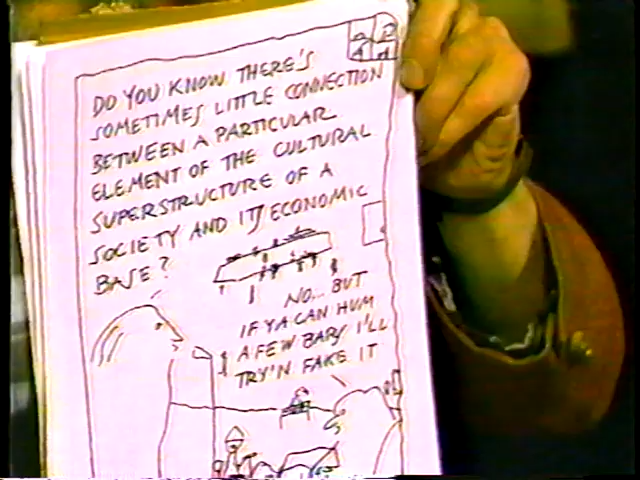 DO YOU KNOW THERE'S
SOMETIMES LITTLE CONNECTION
BETWEEN A PARTICULAR
ELEMENT OF THE CULTURAL
SUPERSTRUCTURE OF A
SOCIETY AND ITS ECONOMIC
BASE?
NO... BUT
IF YA CAN HUM
A FEW BARS I'LL
TRY'N FAKE IT